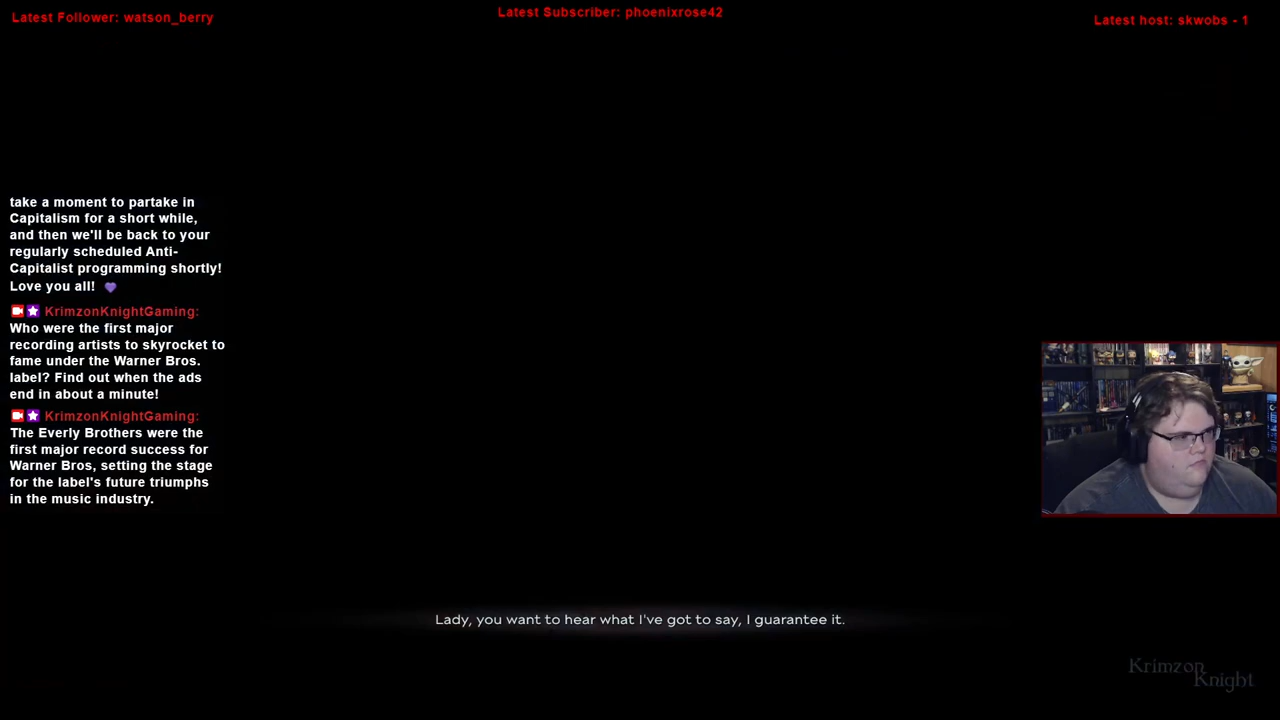 Latest Follower: watson_berry
Latest Subscriber: phoenixrose42
Latest host: skwobs - 1
take a moment to partake in
Capitalism for a short while,
and then we'll be back to your
regularly scheduled Anti-
Capitalist programming shortly!
Love you all!
KrimzonKnightGaming:
Who were the first major
recording artists to skyrocket to
fame under the Warner Bros.
label? Find out when the ads
end in about a minute!
KrimzonKnightGaming:
The Everly Brothers were the
first major record success for
Warner Bros, setting the stage
for the label's future triumphs
in the music industry.
Lady, you want to hear what I've got to say, I guarantee it.
Krimzon
Knight